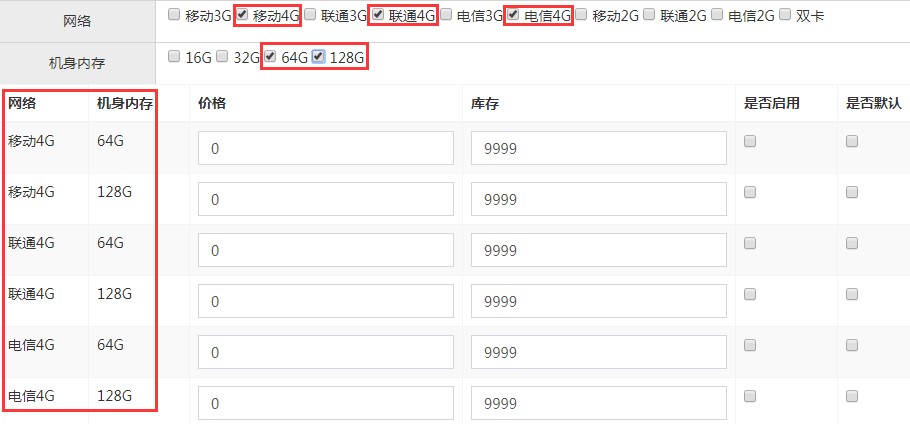 网络 移动3G 移动4G 联通3G 联通4G 电信3G 电信4G 移动2G 联通2G 电信2G 双卡
机身内存 16G 32G 64G 128G
网络 机身内存 价格 库存 是否启用 是否默认
移动4G 64G 0 9999
移动4G 128G 0 9999
联通4G 64G 0 9999
联通4G 128G 0 9999
电信4G 64G 0 9999
电信4G 128G 0 9999